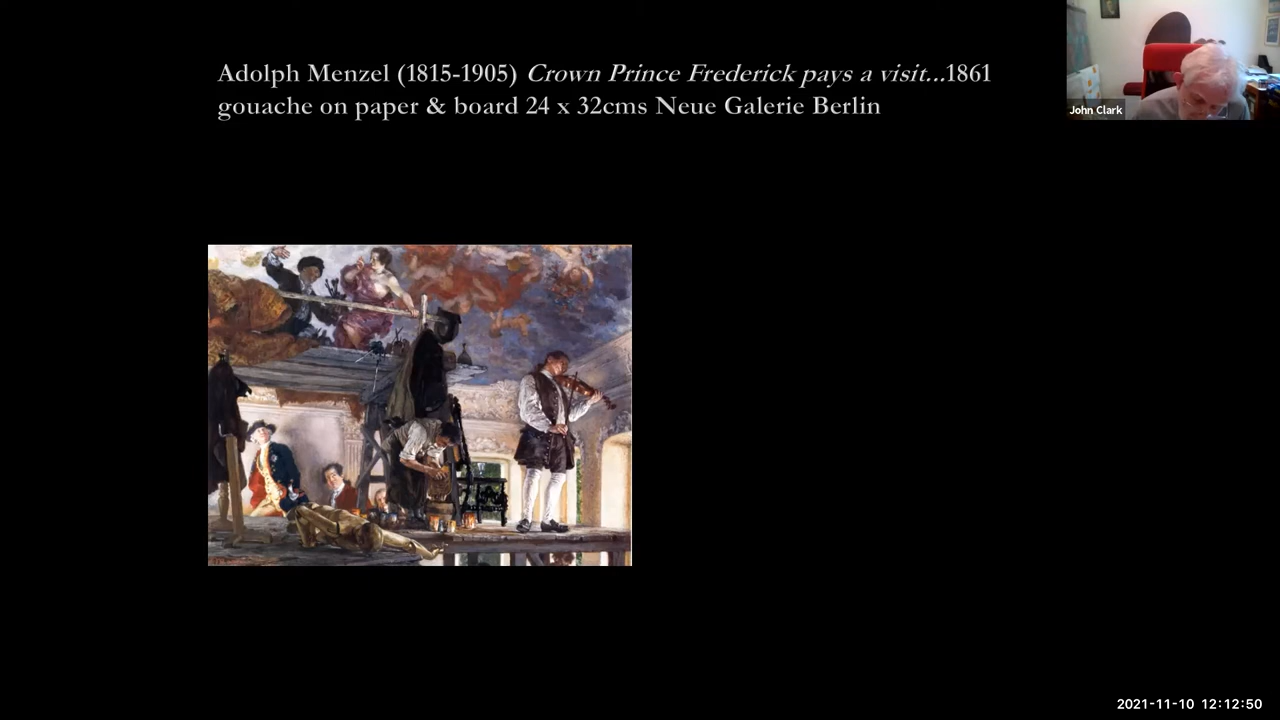 Adolph Menzel (1815-1905) Crown Prince Frederick pays a visit...1861
gouache on paper & board 24 x 32cms Neue Galerie Berlin
John Clark
2021-11-10 12:12:50